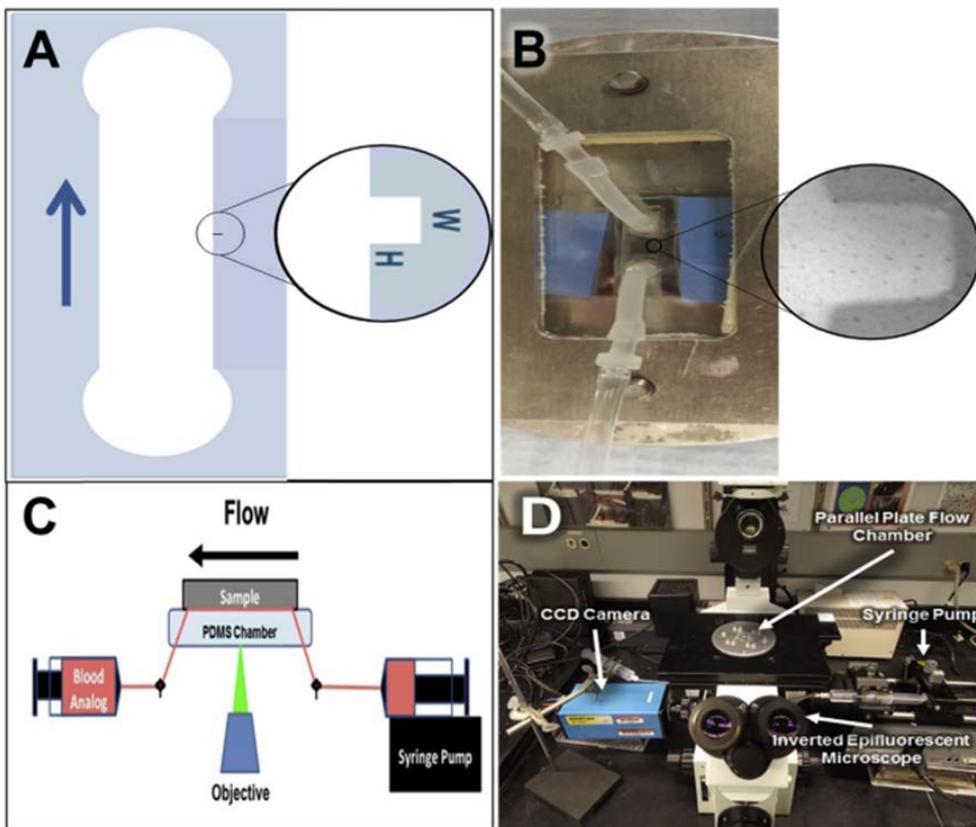 A
W
H
B
C
Flow
Sample
PDMS Chamber
Blood
Analog
Syringe Pump
Objective
D
Parallel Plate Flow
Chamber
CCD Camera
Syringe Pump
Inverted Epifluorescent
Microscope